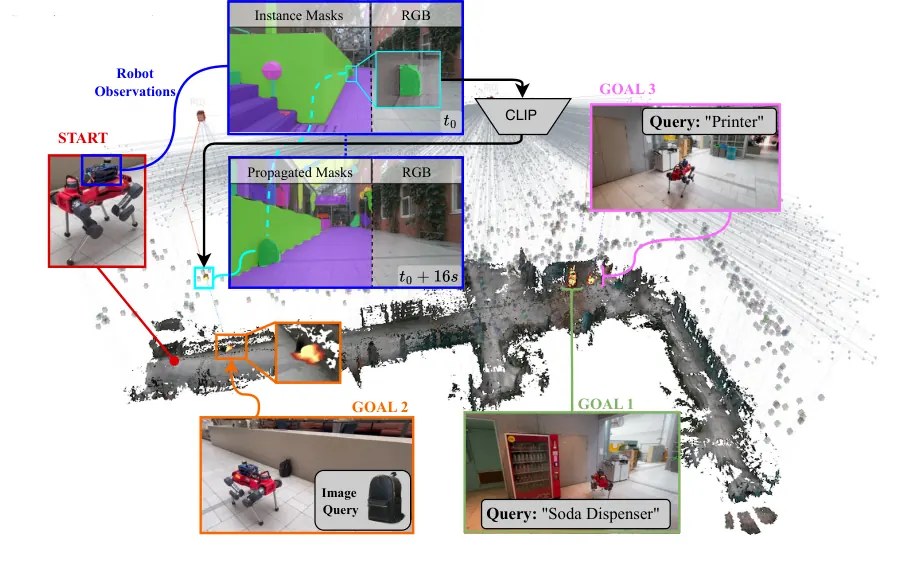 Instance Masks
RGB
t₀
Robot
Observations
START
CLIP
GOAL 3
Query: "Printer"
Propagated Masks
RGB
t₀ + 16s
GOAL 2
Image
Query
GOAL 1
Query: "Soda Dispenser"